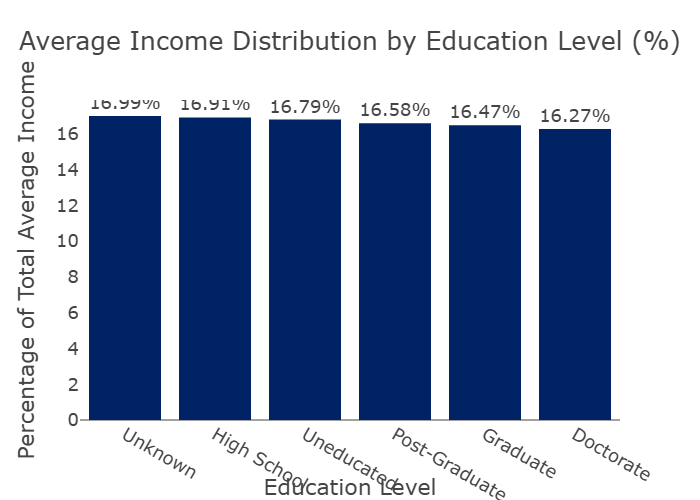 Average Income Distribution by Education Level (%)
Percentage of Total Average Income
16.99%
16.91%
16.79%
16.58%
16.47%
16.27%
16
14
12
10
8
6
4
2
0
Unknown
High School
Uneducated
Post-Graduate
Graduate
Doctorate
Education Level